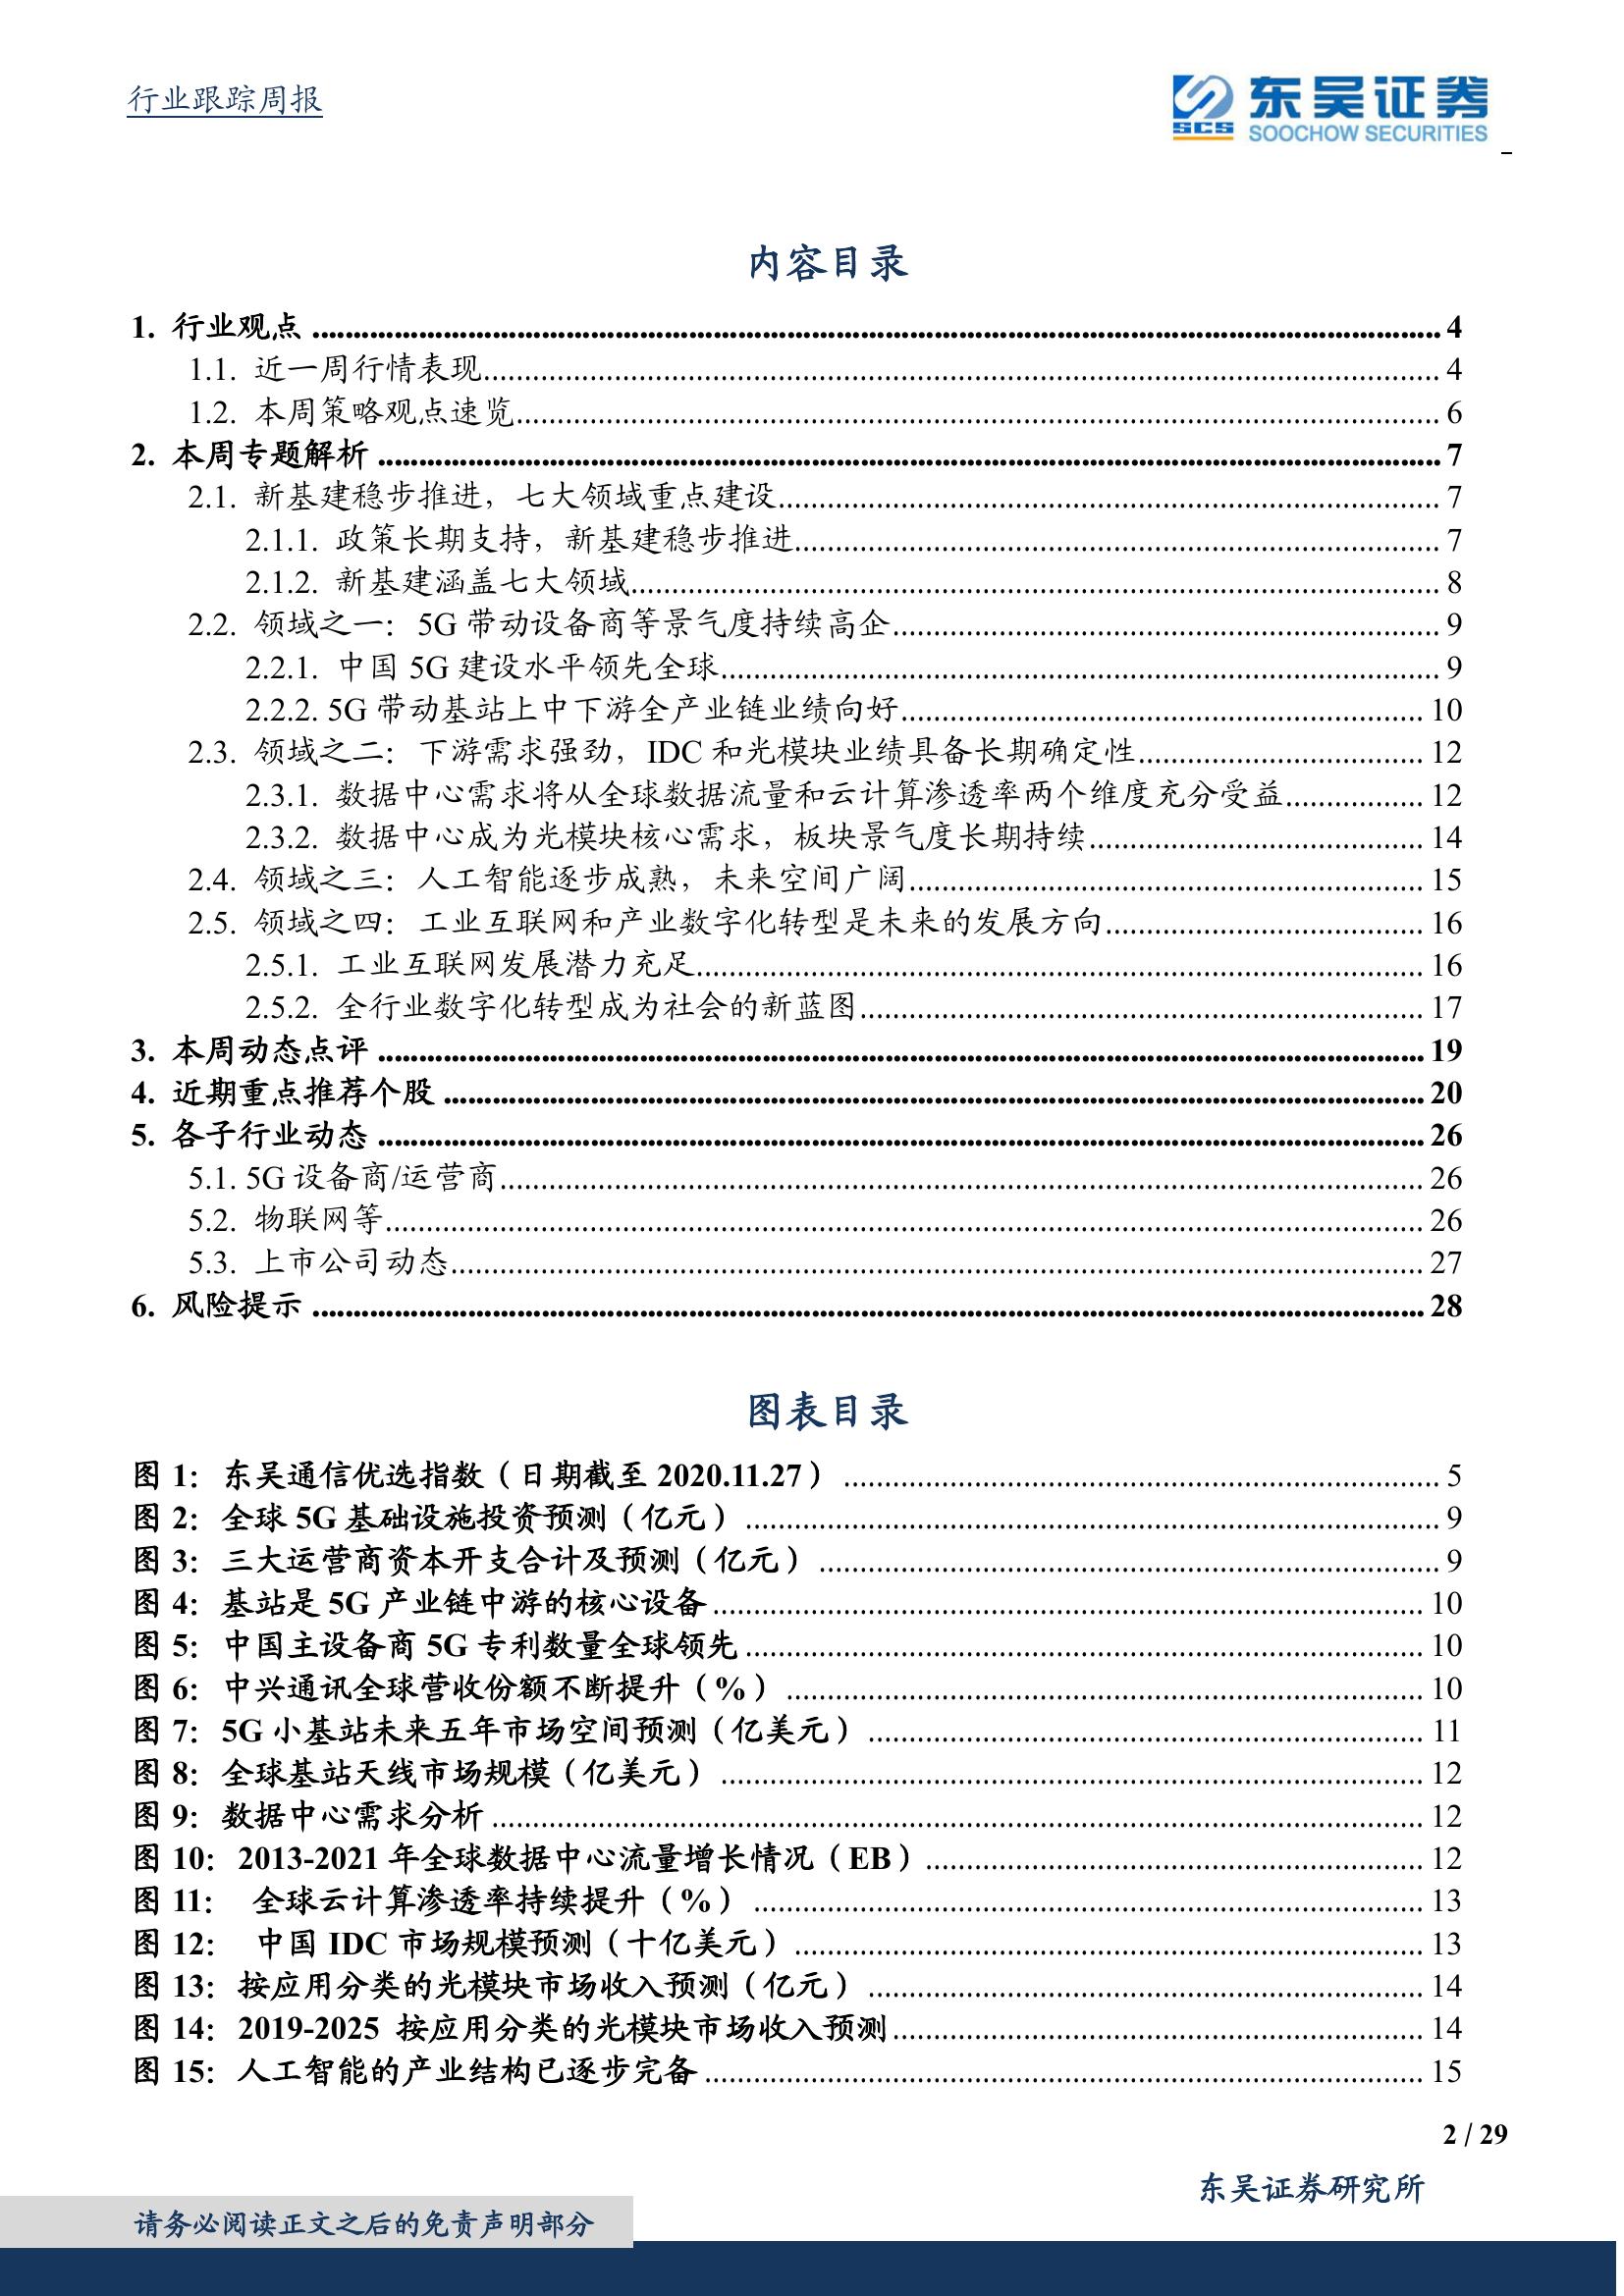 行业跟踪周报
SCS 东吴证券
SOOCHOW SECURITIES
内容目录
1. 行业观点 4
1.1. 近一周行情表现 4
1.2. 本周策略观点速览 6
2. 本周专题解析 7
2.1. 新基建稳步推进，七大领域重点建设 7
2.1.1. 政策长期支持，新基建稳步推进 7
2.1.2. 新基建涵盖七大领域 8
2.2. 领域之一：5G 带动设备商等景气度持续高企 9
2.2.1. 中国 5G 建设水平领先全球 9
2.2.2. 5G 带动基站上中下游全产业链业绩向好 10
2.3. 领域之二：下游需求强劲，IDC 和光模块业绩具备长期确定性 12
2.3.1. 数据中心需求将从全球数据流量和云计算渗透率两个维度充分受益 12
2.3.2. 数据中心成为光模块核心需求，板块景气度长期持续 14
2.4. 领域之三：人工智能逐步成熟，未来空间广阔 15
2.5. 领域之四：工业互联网和产业数字化转型是未来的发展方向 16
2.5.1. 工业互联网发展潜力充足 16
2.5.2. 全行业数字化转型成为社会的新蓝图 17
3. 本周动态点评 19
4. 近期重点推荐个股 20
5. 各子行业动态 26
5.1. 5G 设备商/运营商 26
5.2. 物联网等 26
5.3. 上市公司动态 27
6. 风险提示 28
图表目录
图 1：东吴通信优选指数（日期截至 2020.11.27） 5
图 2：全球 5G 基础设施投资预测（亿元） 9
图 3：三大运营商资本开支合计及预测（亿元） 9
图 4：基站是 5G 产业链中游的核心设备 10
图 5：中国主设备商 5G 专利数量全球领先 10
图 6：中兴通讯全球营收份额不断提升（%） 10
图 7：5G 小基站未来五年市场空间预测（亿美元） 11
图 8：全球基站天线市场规模（亿美元） 12
图 9：数据中心需求分析 12
图 10：2013-2021 年全球数据中心流量增长情况（EB） 12
图 11： 全球云计算渗透率持续提升（%） 13
图 12： 中国 IDC 市场规模预测（十亿美元） 13
图 13：按应用分类的光模块市场收入预测（亿元） 14
图 14：2019-2025 按应用分类的光模块市场收入预测 14
图 15：人工智能的产业结构已逐步完备 15
2 / 29
东吴证券研究所
请务必阅读正文之后的免责声明部分